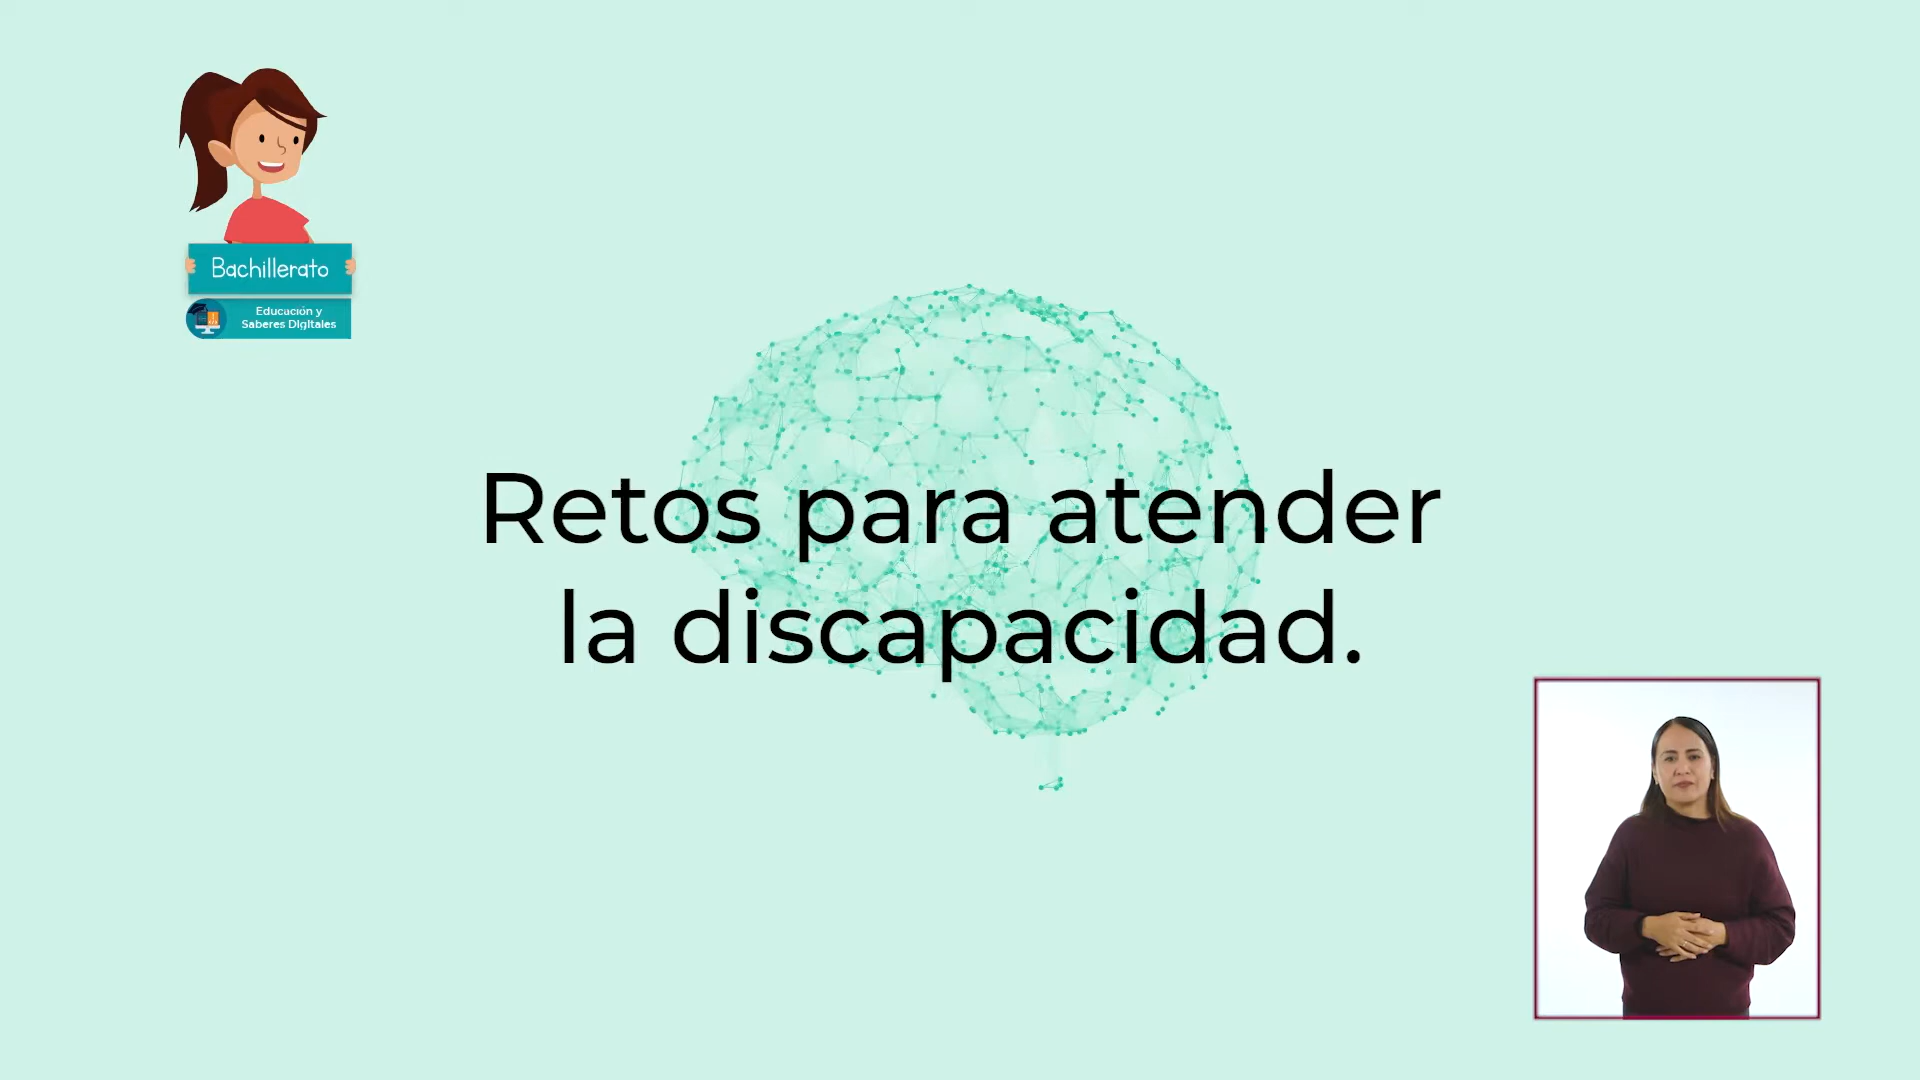 Bachillerato
Educación y
Saberes Digitales
Retos para atender
la discapacidad.